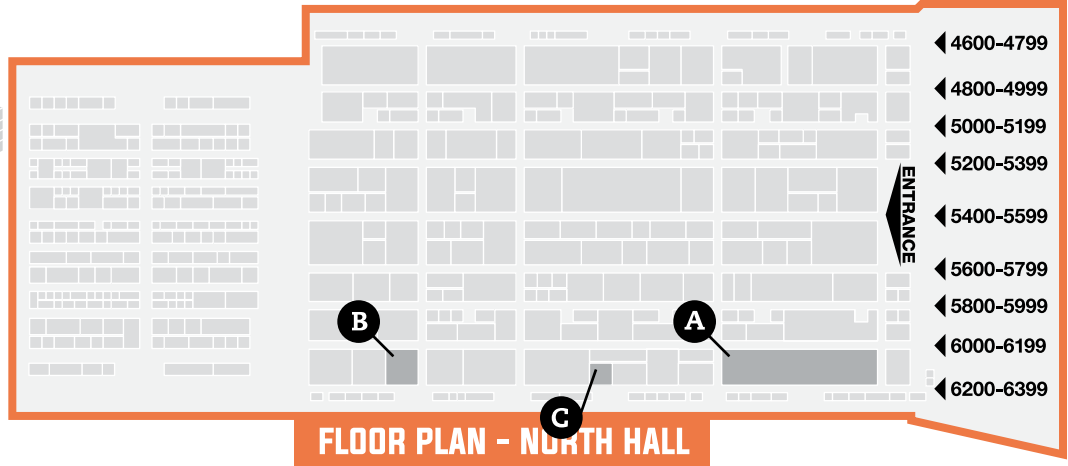 4600-4799
4800-4999
5000-5199
5200-5399
ENTRANCE
5400-5599
5600-5799
5800-5999
B
A
6000-6199
6200-6399
C
FLOOR PLAN - NORTH HALL